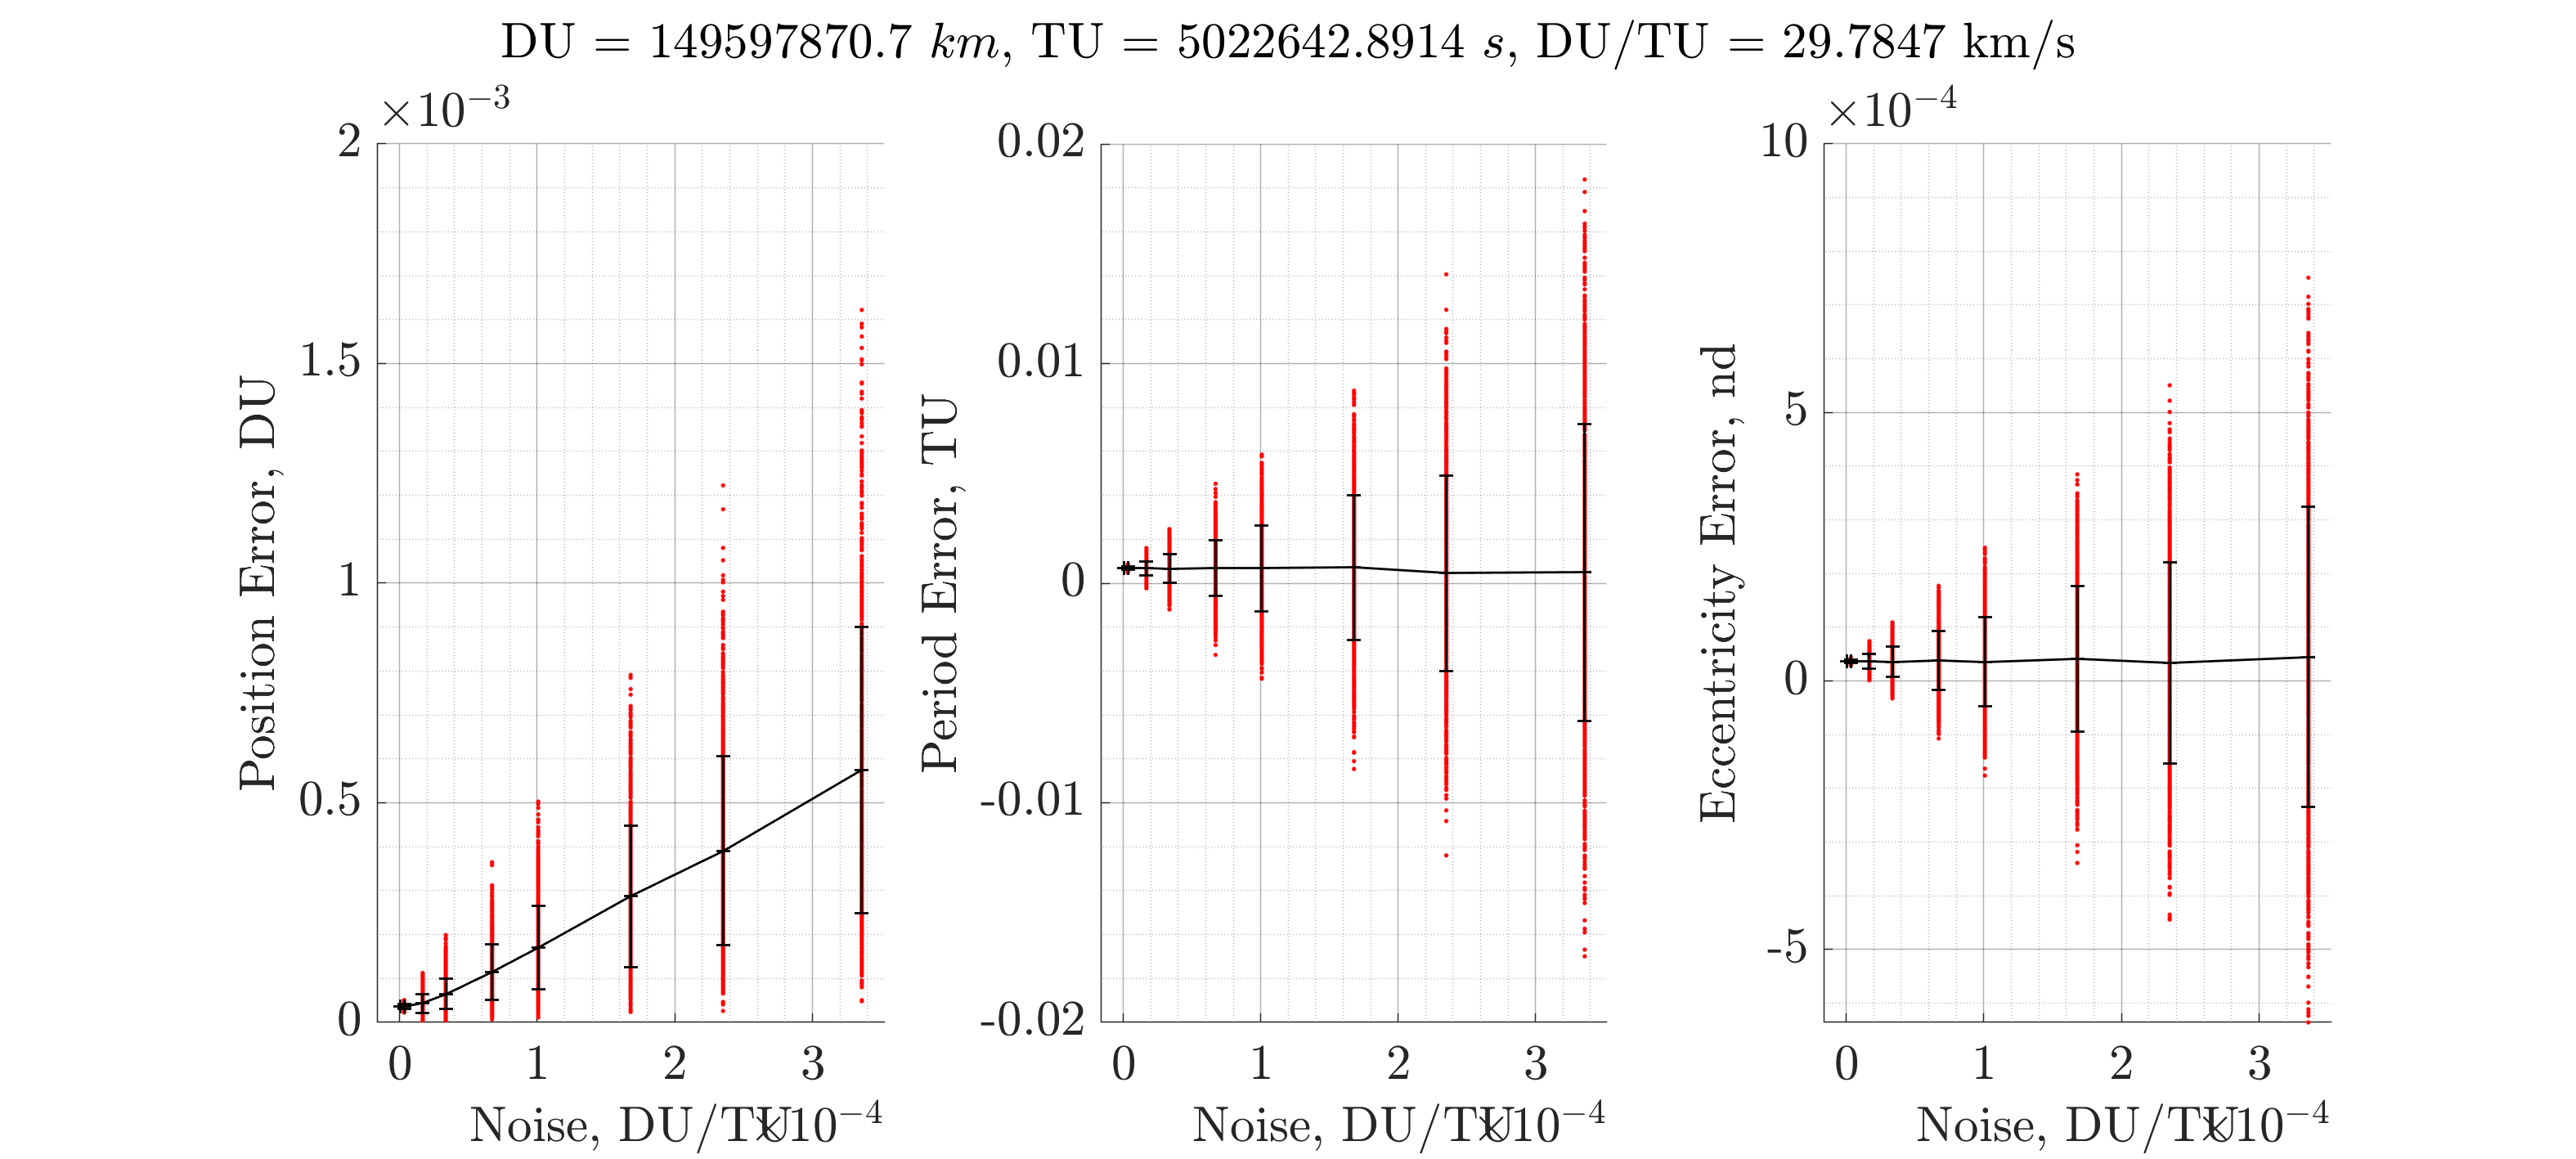 DU = 149597870.7 km, TU = 5022642.8914 s, DU/TU = 29.7847 km/s
×10⁻³
2
1.5
1
0.5
0
Position Error, DU
0 1 2 3
Noise, DU/TU
×10⁻⁴
0.02
0.01
0
-0.01
-0.02
Period Error, TU
0 1 2 3
Noise, DU/TU
×10⁻⁴
×10⁻⁴
10
5
0
-5
Eccentricity Error, nd
0 1 2 3
Noise, DU/TU
×10⁻⁴